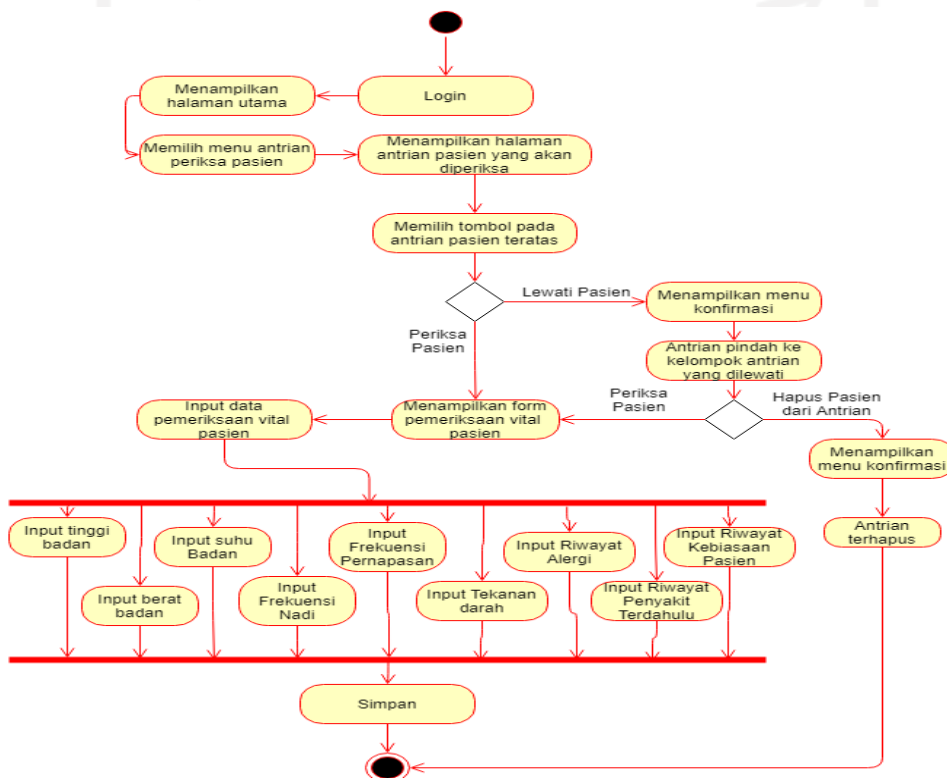 Login
Menampilkan
halaman utama
Memilih menu antrian
periksa pasien
Menampilkan halaman
antrian pasien yang akan
diperiksa
Memilih tombol pada
antrian pasien teratas
Lewati Pasien
Menampilkan menu
konfirmasi
Antrian pindah ke
kelompok antrian
yang dilewati
Periksa
Pasien
Periksa
Pasien
Hapus Pasien
dari Antrian
Menampilkan form
pemeriksaan vital
pasien
Input data
pemeriksaan vital
pasien
Menampilkan
menu konfirmasi
Antrian
terhapus
Input tinggi
badan
Input berat
badan
Input suhu
Badan
Input
Frekuensi
Nadi
Input
Frekuensi
Pernapasan
Input Tekanan
darah
Input Riwayat
Alergi
Input Riwayat
Penyakit
Terdahulu
Input Riwayat
Kebiasaan
Pasien
Simpan